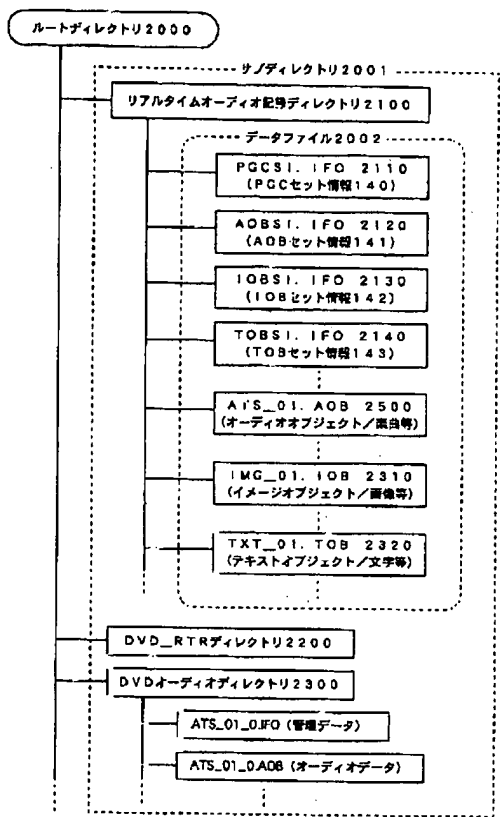 ルートディレクトリ2000
サブディレクトリ2001
リアルタイムオーディオ記録ディレクトリ2100
データファイル2002
PGCSI. IFO 2110
(PGCセット情報140)
AOBSI. IFO 2120
(AOBセット情報141)
IOBSI. IFO 2130
(IOBセット情報142)
TOBSI. IFO 2140
(TOBセット情報143)
ATS_01. AOB 2500
(オーディオオブジェクト/楽曲等)
IMG_01. IOB 2310
(イメージオブジェクト/画像等)
TXT_01. TOB 2320
(テキストオブジェクト/文字等)
DVD_RTRディレクトリ2200
DVDオーディオディレクトリ2300
ATS_01_0.IFO (管理データ)
ATS_01_0.AOB (オーディオデータ)